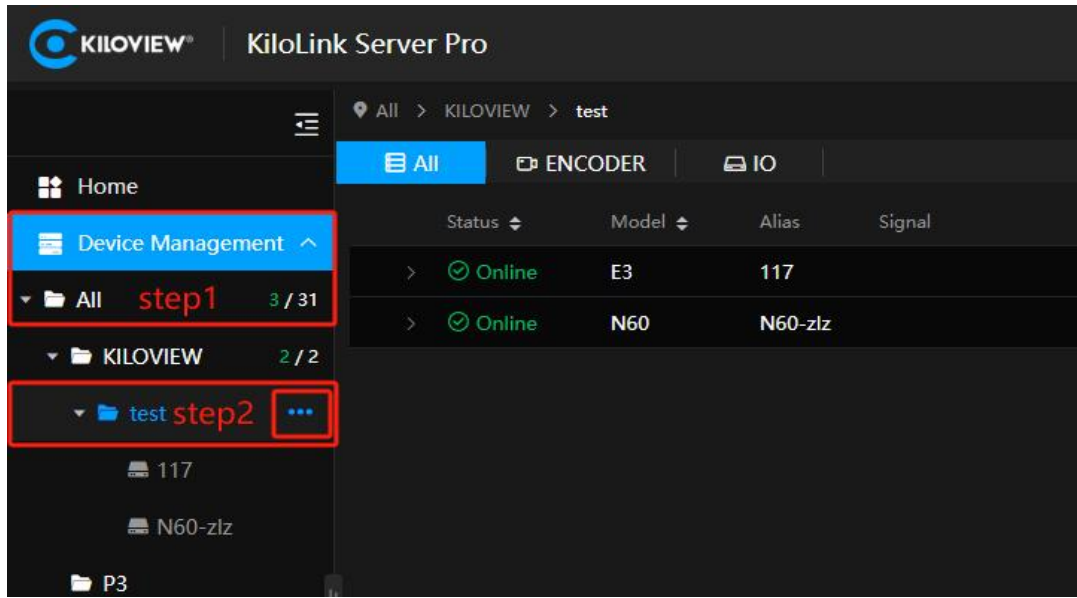 KILOVIEW® KiloLink Server Pro
All > KILOVIEW > test
All ENCODER IO
Home
Device Management
All step1 3 / 31
KILOVIEW 2 / 2
test step2 ...
117
N60-zlz
P3
Status Model Alias Signal
> Online E3 117
> Online N60 N60-zlz